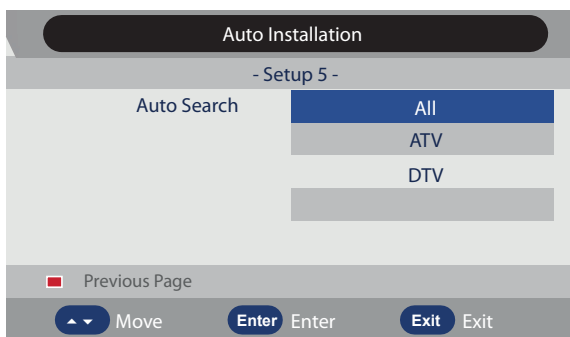 Auto Installation
- Setup 5 -
Auto Search
All
ATV
DTV
Previous Page
Move Enter Enter Exit Exit